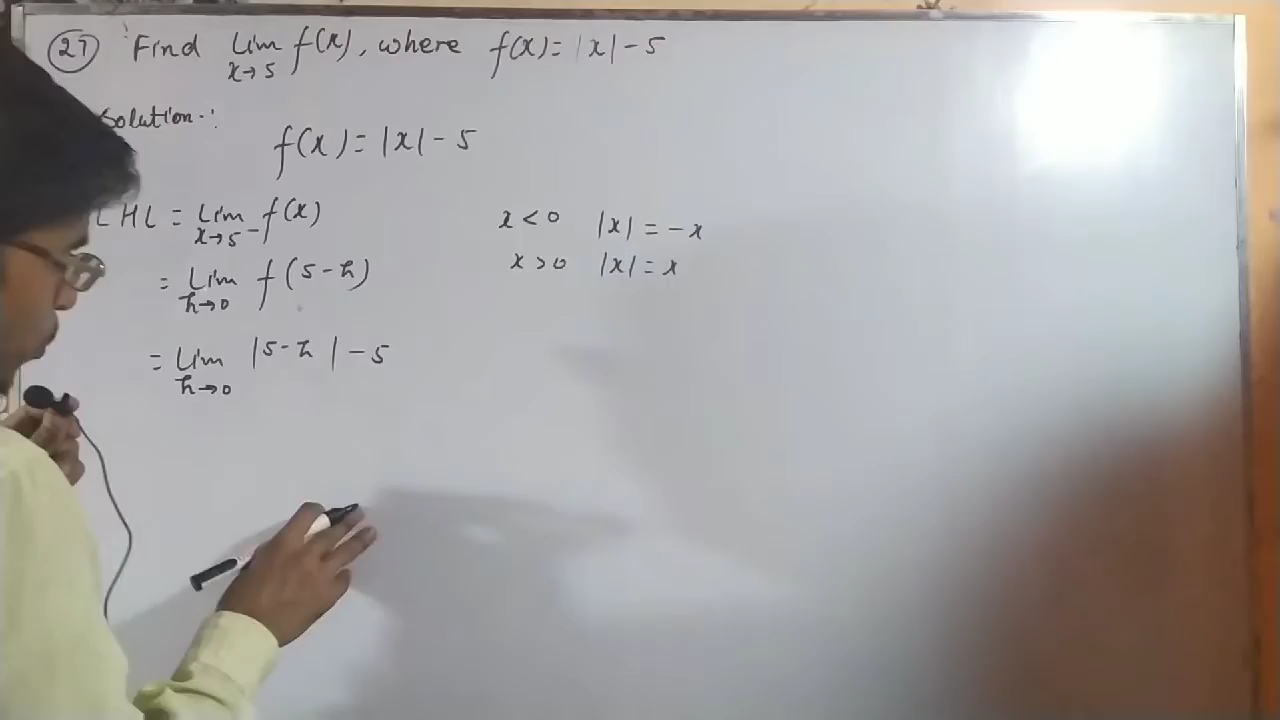 27 Find Lim f(x), where f(x)= |x| - 5
x→5
Solution:
f(x)= |x| - 5
LHL = Lim f(x)
x→5-
= Lim f(5-h)
h→0
= Lim |5-h| - 5
h→0
x < 0 |x| = -x
x > 0 |x| = x